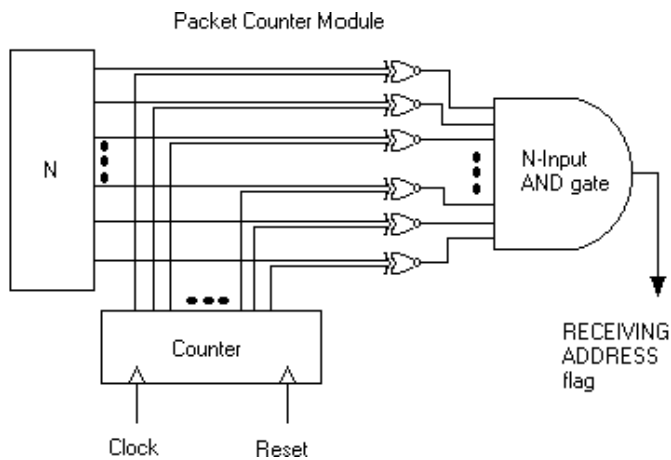 Packet Counter Module
N
N-Input
AND gate
Counter
RECEIVING
ADDRESS
flag
Clock
Reset